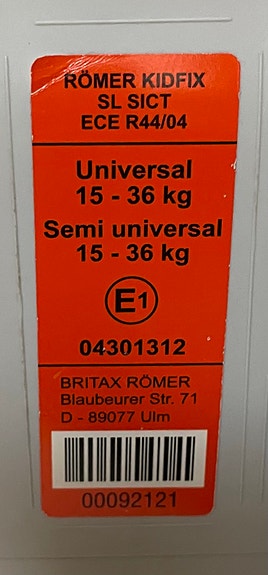 RÖMER KIDFIX
SL SICT
ECE R44/04
Universal
15 - 36 kg
Semi universal
15 - 36 kg
E1
04301312
BRITAX RÖMER
Blaubeurer Str. 71
D - 89077 Ulm
00092121